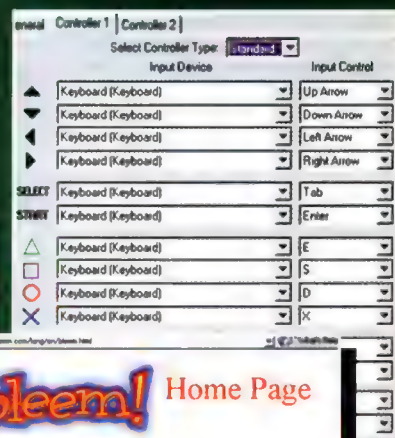 eneral Controller 1 Controller 2
Select Controller Type: standard
Input Device Input Control
Keyboard (Keyboard) Up Arrow
Keyboard (Keyboard) Down Arrow
Keyboard (Keyboard) Left Arrow
Keyboard (Keyboard) Right Arrow
SELECT Keyboard (Keyboard) Tab
START Keyboard (Keyboard) Enter
Keyboard (Keyboard) E
Keyboard (Keyboard) S
Keyboard (Keyboard) D
Keyboard (Keyboard) X
bleem! Home Page